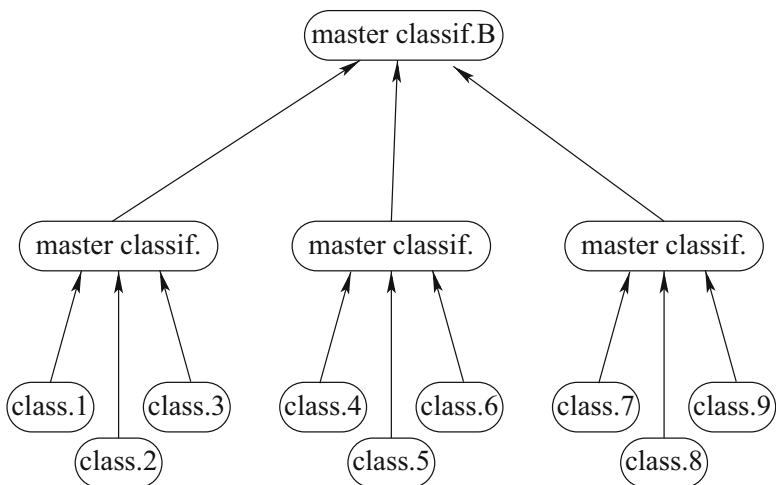 master classif.B
master classif.
master classif.
master classif.
class.1
class.3
class.4
class.6
class.7
class.9
class.2
class.5
class.8